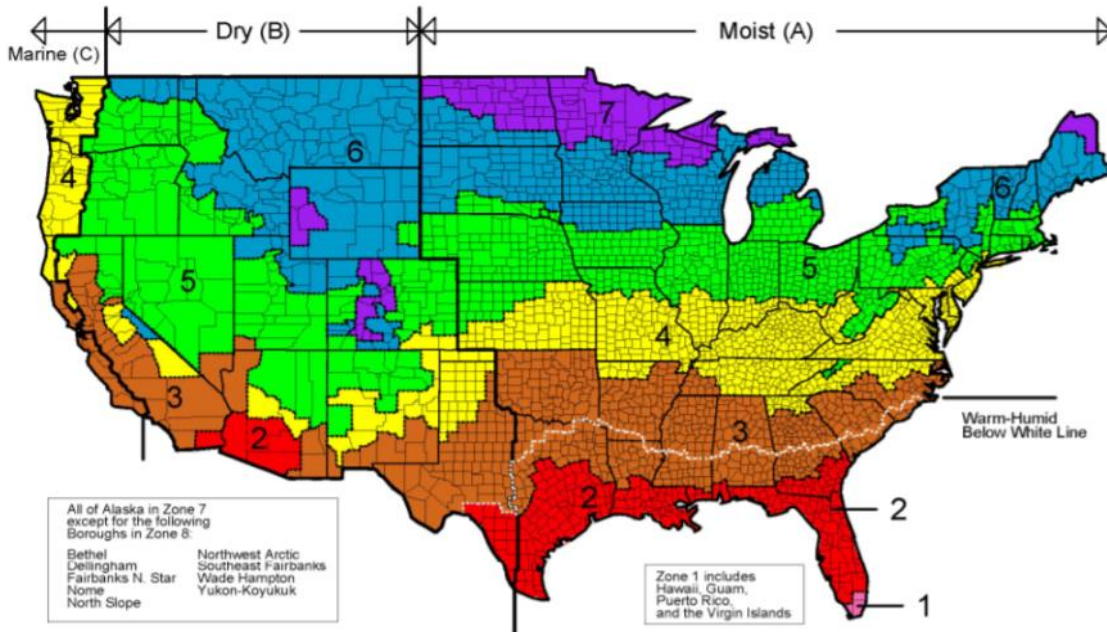 Marine (C)
Dry (B)
Moist (A)
7
6
6
4
5
5
4
3
3
2
2
2
1
Warm-Humid
Below White Line
All of Alaska in Zone 7
except for the following
Boroughs in Zone 8:
Bethel
Dellingham
Fairbanks N. Star
Nome
North Slope
Northwest Arctic
Southeast Fairbanks
Wade Hampton
Yukon-Koyukuk
Zone 1 includes
Hawaii, Guam,
Puerto Rico,
and the Virgin Islands